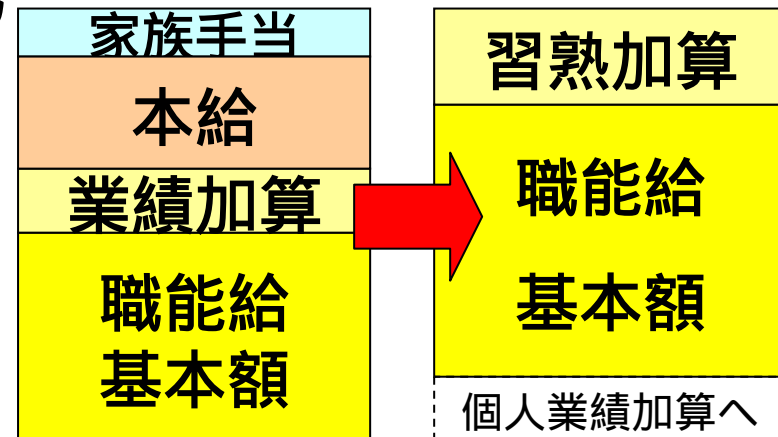 家族手当
本給
業績加算
職能給
基本額
習熟加算
職能給
基本額
個人業績加算へ